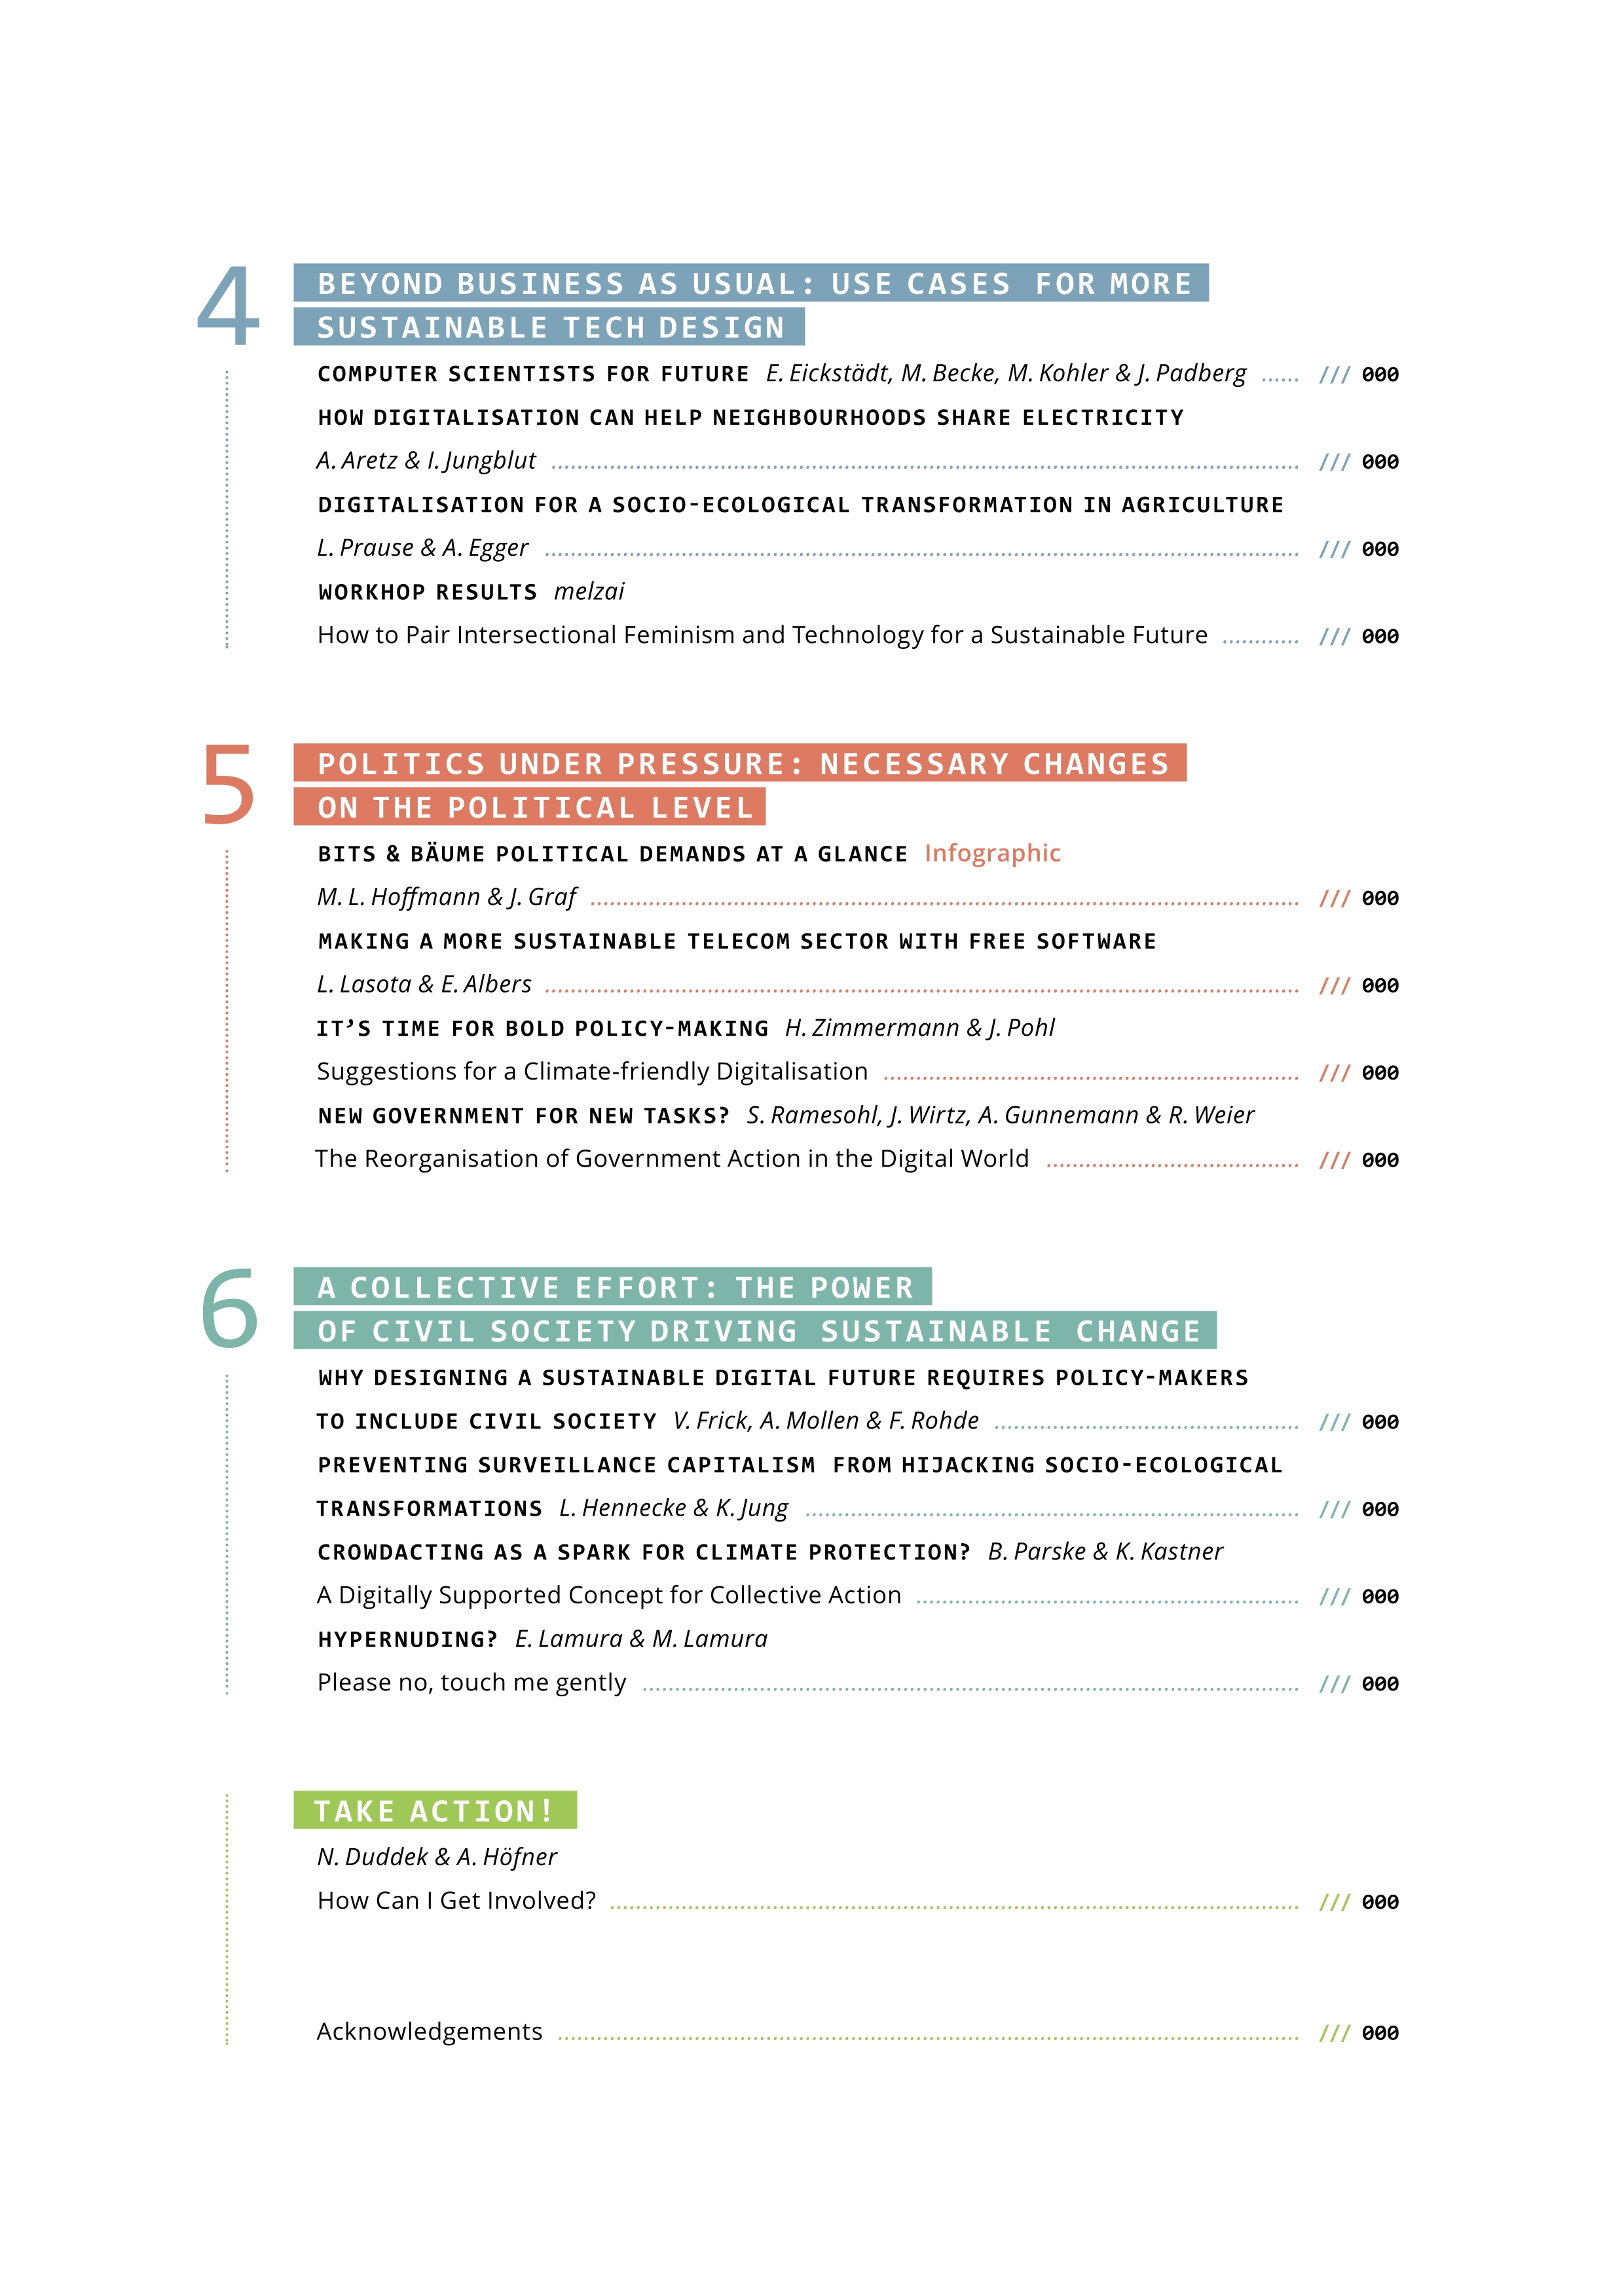 4
BEYOND BUSINESS AS USUAL: USE CASES FOR MORE
SUSTAINABLE TECH DESIGN
COMPUTER SCIENTISTS FOR FUTURE E. Eickstädt, M. Becke, M. Kohler & J. Padberg ...... /// 000
HOW DIGITALISATION CAN HELP NEIGHBOURHOODS SHARE ELECTRICITY
A. Aretz & I. Jungblut ...... /// 000
DIGITALISATION FOR A SOCIO-ECOLOGICAL TRANSFORMATION IN AGRICULTURE
L. Prause & A. Egger ...... /// 000
WORKHOP RESULTS melzai
How to Pair Intersectional Feminism and Technology for a Sustainable Future ...... /// 000
5
POLITICS UNDER PRESSURE: NECESSARY CHANGES
ON THE POLITICAL LEVEL
BITS & BÄUME POLITICAL DEMANDS AT A GLANCE Infographic
M. L. Hoffmann & J. Graf ...... /// 000
MAKING A MORE SUSTAINABLE TELECOM SECTOR WITH FREE SOFTWARE
L. Lasota & E. Albers ...... /// 000
IT’S TIME FOR BOLD POLICY-MAKING H. Zimmermann & J. Pohl
Suggestions for a Climate-friendly Digitalisation ...... /// 000
NEW GOVERNMENT FOR NEW TASKS? S. Ramesohl, J. Wirtz, A. Gunnemann & R. Weier
The Reorganisation of Government Action in the Digital World ...... /// 000
6
A COLLECTIVE EFFORT: THE POWER
OF CIVIL SOCIETY DRIVING SUSTAINABLE CHANGE
WHY DESIGNING A SUSTAINABLE DIGITAL FUTURE REQUIRES POLICY-MAKERS
TO INCLUDE CIVIL SOCIETY V. Frick, A. Mollen & F. Rohde ...... /// 000
PREVENTING SURVEILLANCE CAPITALISM FROM HIJACKING SOCIO-ECOLOGICAL
TRANSFORMATIONS L. Hennecke & K. Jung ...... /// 000
CROWDACTING AS A SPARK FOR CLIMATE PROTECTION? B. Parske & K. Kastner
A Digitally Supported Concept for Collective Action ...... /// 000
HYPERNUDING? E. Lamura & M. Lamura
Please no, touch me gently ...... /// 000
TAKE ACTION!
N. Duddek & A. Höfner
How Can I Get Involved? ...... /// 000
Acknowledgements ...... /// 000